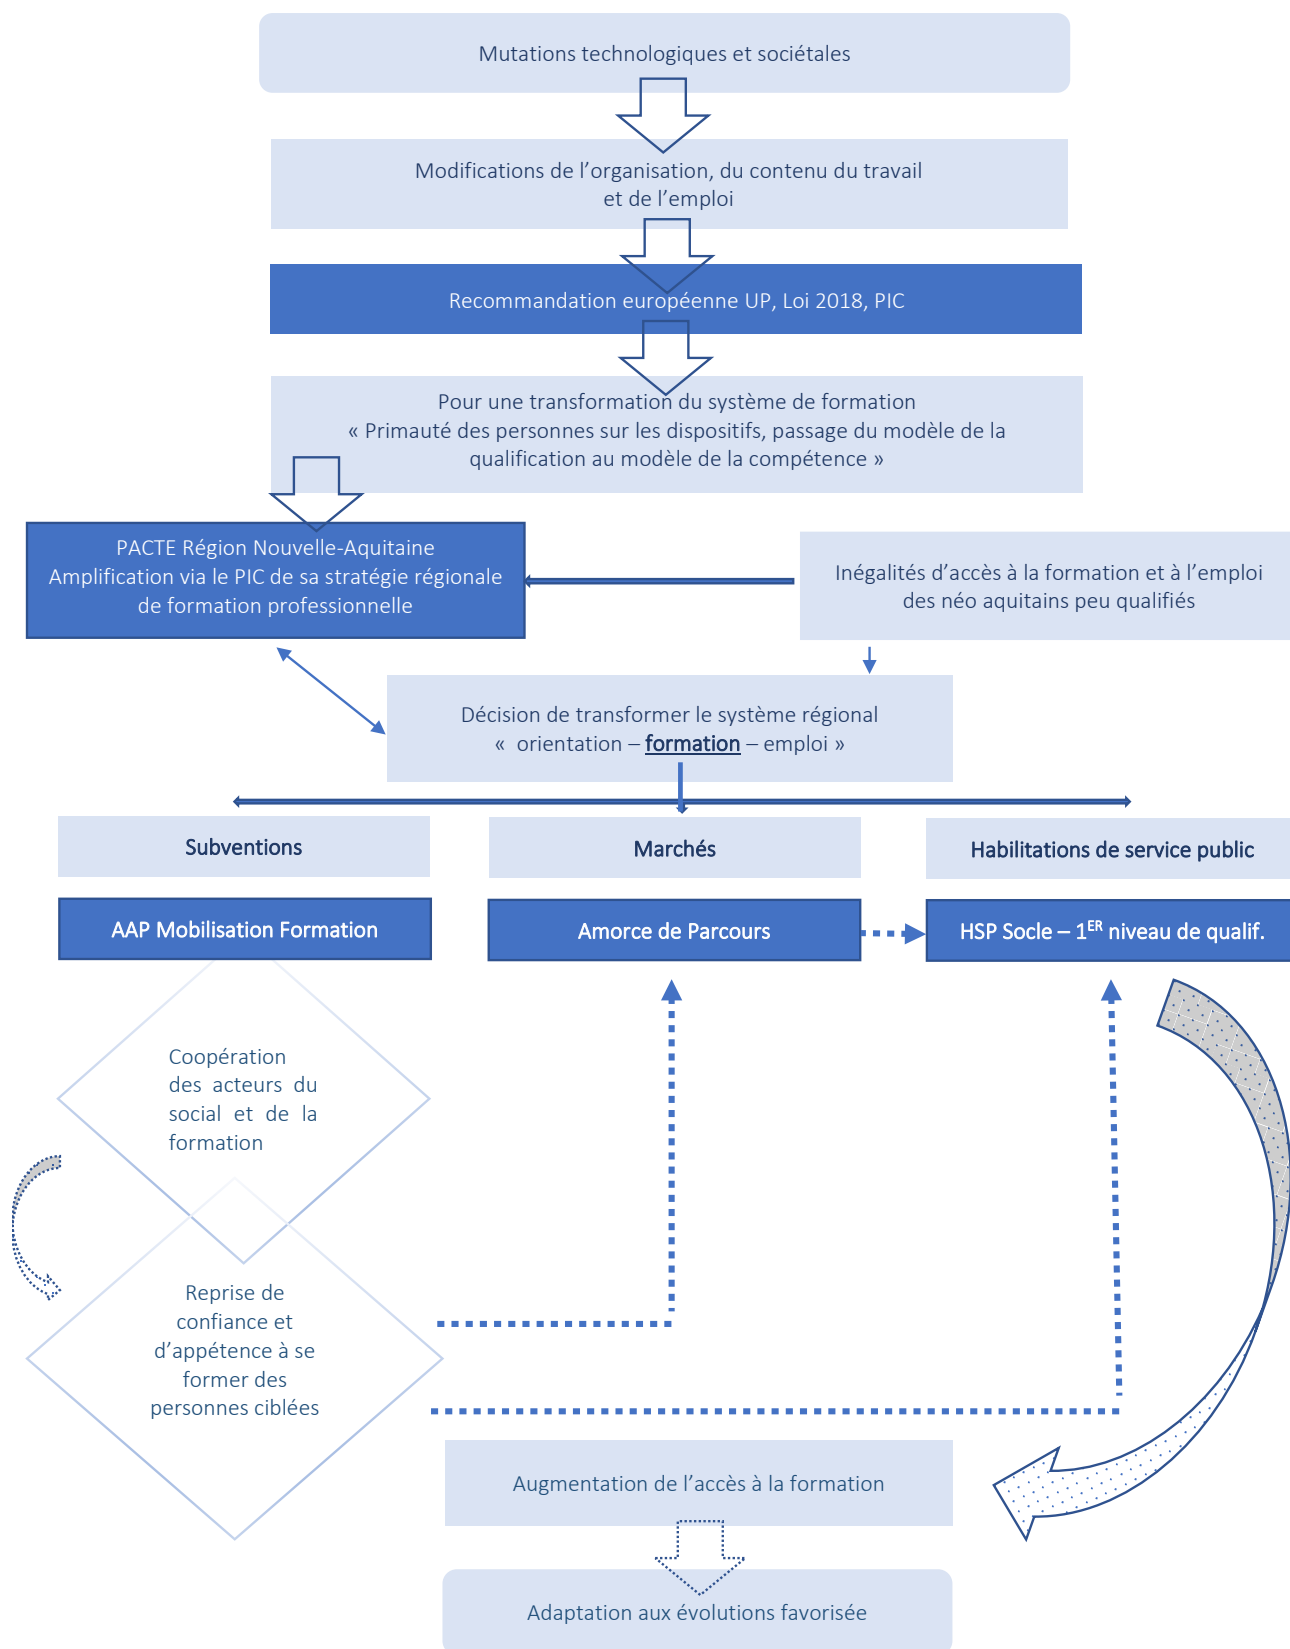 Mutations technologiques et sociétales
Modifications de l’organisation, du contenu du travail
et de l’emploi
Recommandation européenne UP, Loi 2018, PIC
Pour une transformation du système de formation
« Primauté des personnes sur les dispositifs, passage du modèle de la
qualification au modèle de la compétence »
PACTE Région Nouvelle-Aquitaine
Amplification via le PIC de sa stratégie régionale
de formation professionnelle
Inégalités d’accès à la formation et à l’emploi
des néo aquitains peu qualifiés
Décision de transformer le système régional
« orientation – formation – emploi »
Subventions
Marchés
Habilitations de service public
AAP Mobilisation Formation
Amorce de Parcours
HSP Socle – 1ER niveau de qualif.
Coopération
des acteurs du
social et de la
formation
Reprise de
confiance et
d’appétence à se
former des
personnes ciblées
Augmentation de l’accès à la formation
Adaptation aux évolutions favorisée